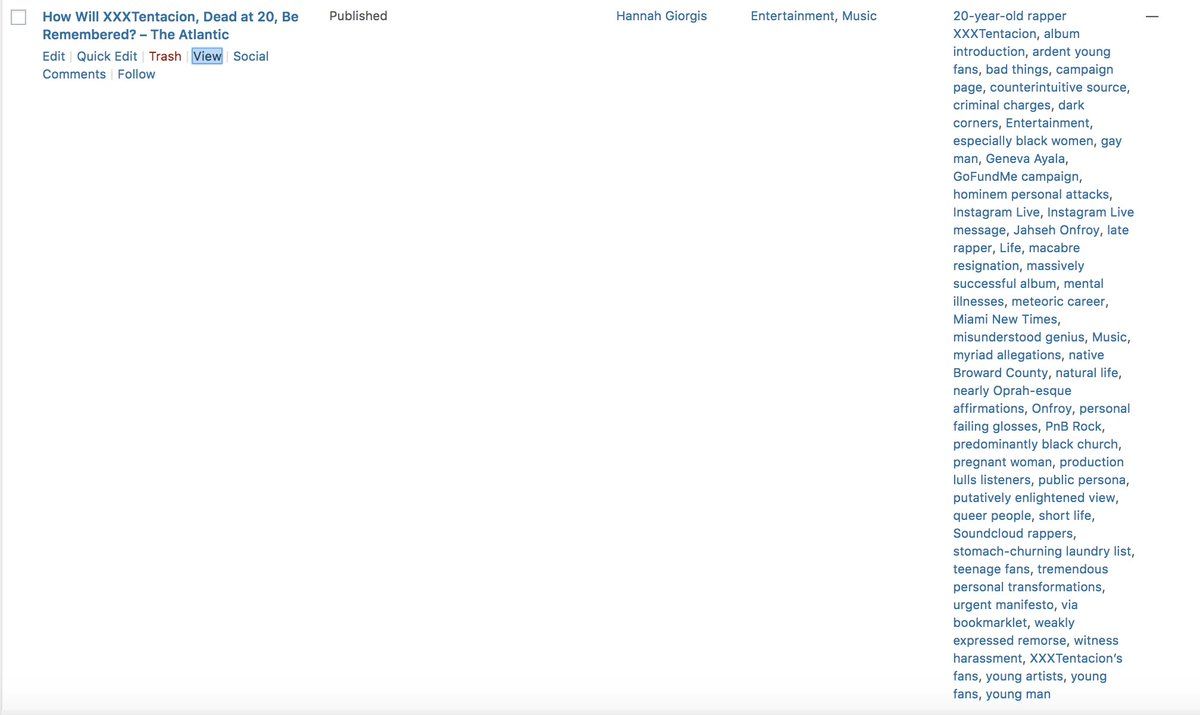 How Will XXXTentacion, Dead at 20, Be
Remembered? – The Atlantic
Edit | Quick Edit | Trash | View | Social
Comments | Follow
Published
Hannah Giorgis
Entertainment, Music
20-year-old rapper
XXXTentacion, album
introduction, ardent young
fans, bad things, campaign
page, counterintuitive source,
criminal charges, dark
corners, Entertainment,
especially black women, gay
man, Geneva Ayala,
GoFundMe campaign,
hominem personal attacks,
Instagram Live, Instagram Live
message, Jahseh Onfroy, late
rapper, Life, macabre
resignation, massively
successful album, mental
illnesses, meteoric career,
Miami New Times,
misunderstood genius, Music,
myriad allegations, native
Broward County, natural life,
nearly Oprah-esque
affirmations, Onfroy, personal
failing glosses, PnB Rock,
predominantly black church,
pregnant woman, production
lulls listeners, public persona,
putatively enlightened view,
queer people, short life,
Soundcloud rappers,
stomach-churning laundry list,
teenage fans, tremendous
personal transformations,
urgent manifesto, via
bookmarklet, weakly
expressed remorse, witness
harassment, XXXTentacion’s
fans, young artists, young
fans, young man
—